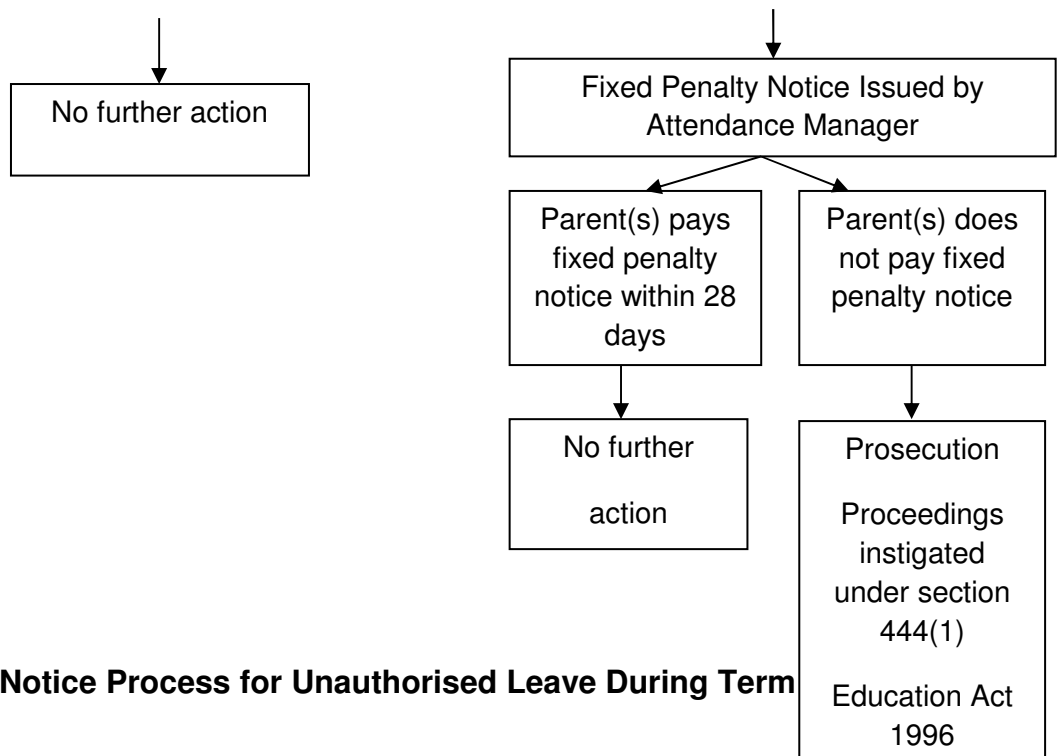 No further action
Fixed Penalty Notice Issued by
Attendance Manager
Parent(s) pays
fixed penalty
notice within 28
days
Parent(s) does
not pay fixed
penalty notice
No further
action
Prosecution
Proceedings
instigated
under section
444(1)
Education Act
1996
Notice Process for Unauthorised Leave During Term